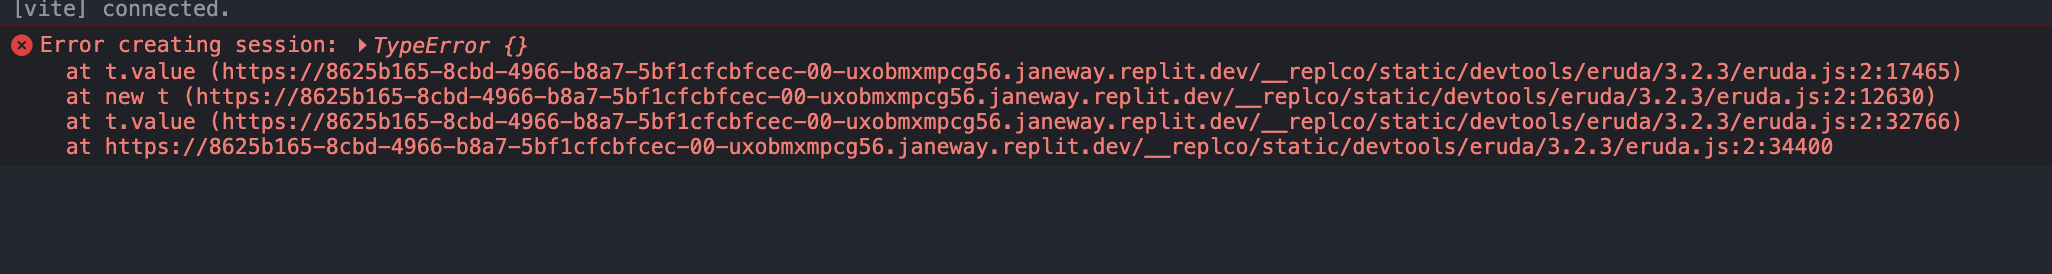 [vite] connected.
Error creating session: TypeError {}
at t.value (https://8625b165-8cbd-4966-b8a7-5bf1cfcbfcec-00-uxobmxmpcg56.janeway.replit.dev/__replco/static/devtools/eruda/3.2.3/eruda.js:2:17465)
at new t (https://8625b165-8cbd-4966-b8a7-5bf1cfcbfcec-00-uxobmxmpcg56.janeway.replit.dev/__replco/static/devtools/eruda/3.2.3/eruda.js:2:12630)
at t.value (https://8625b165-8cbd-4966-b8a7-5bf1cfcbfcec-00-uxobmxmpcg56.janeway.replit.dev/__replco/static/devtools/eruda/3.2.3/eruda.js:2:32766)
at https://8625b165-8cbd-4966-b8a7-5bf1cfcbfcec-00-uxobmxmpcg56.janeway.replit.dev/__replco/static/devtools/eruda/3.2.3/eruda.js:2:34400